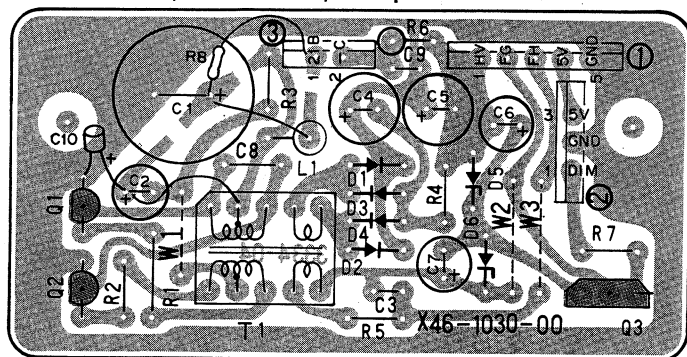 ③
B
1 2 1 -C 2
R6
R8
C9
HV FG FH 5V GND
1
5
①
C1
+
R3
C4
+
C5
+
C6
3
5V
GND
1
DIM
②
C10
+
C8
L1
C2
D1
D3
D4
D2
R4
D5
D6
W2
W3
Q1
W1
R7
C7
+
Q2
R2
R1
T1
C3
R5
X46-1030-00
Q3